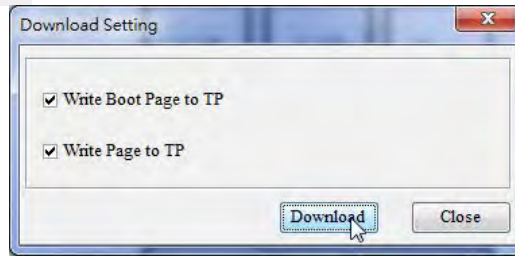 Download Setting
Write Boot Page to TP
Write Page to TP
Download Close